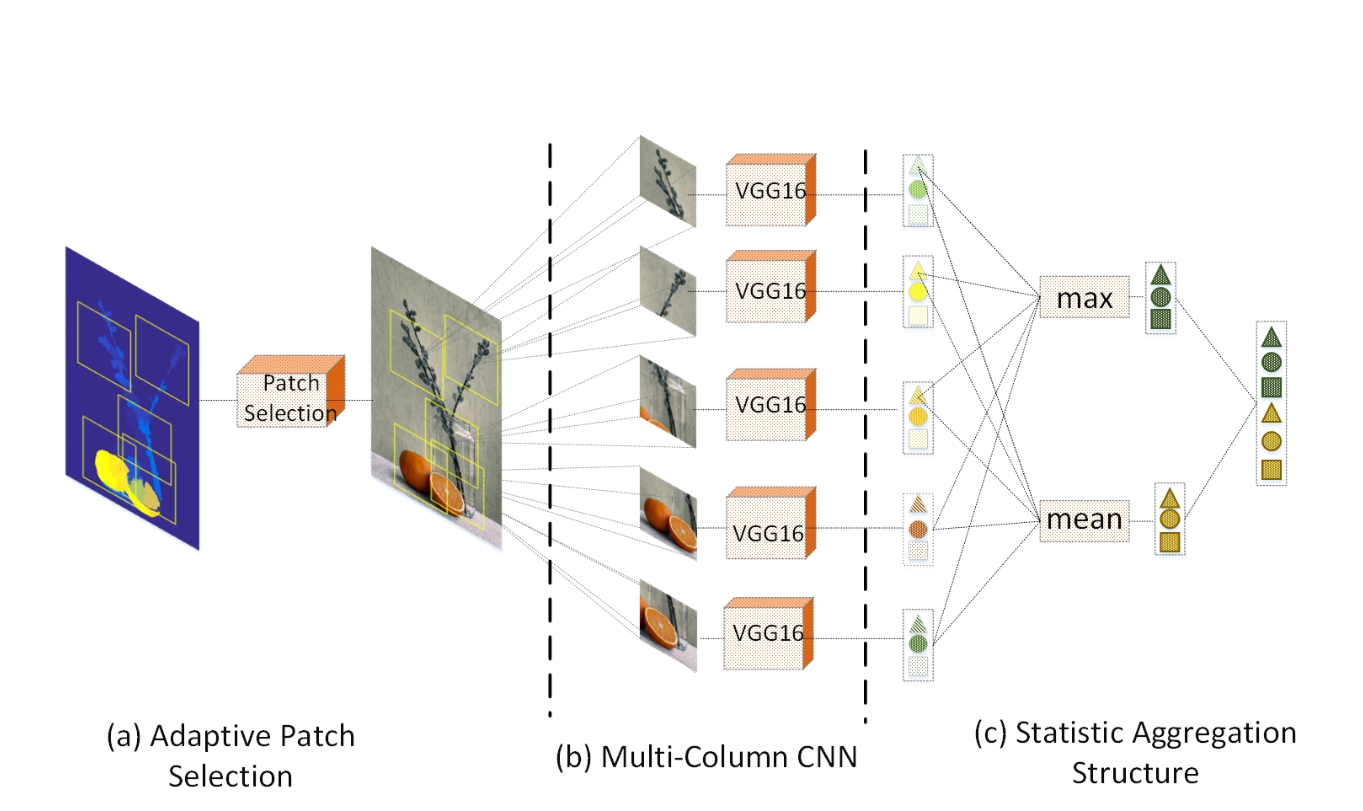 VGG16
VGG16
max
Patch
Selection
VGG16
mean
VGG16
VGG16
(a) Adaptive Patch
Selection
(b) Multi-Column CNN
(c) Statistic Aggregation
Structure